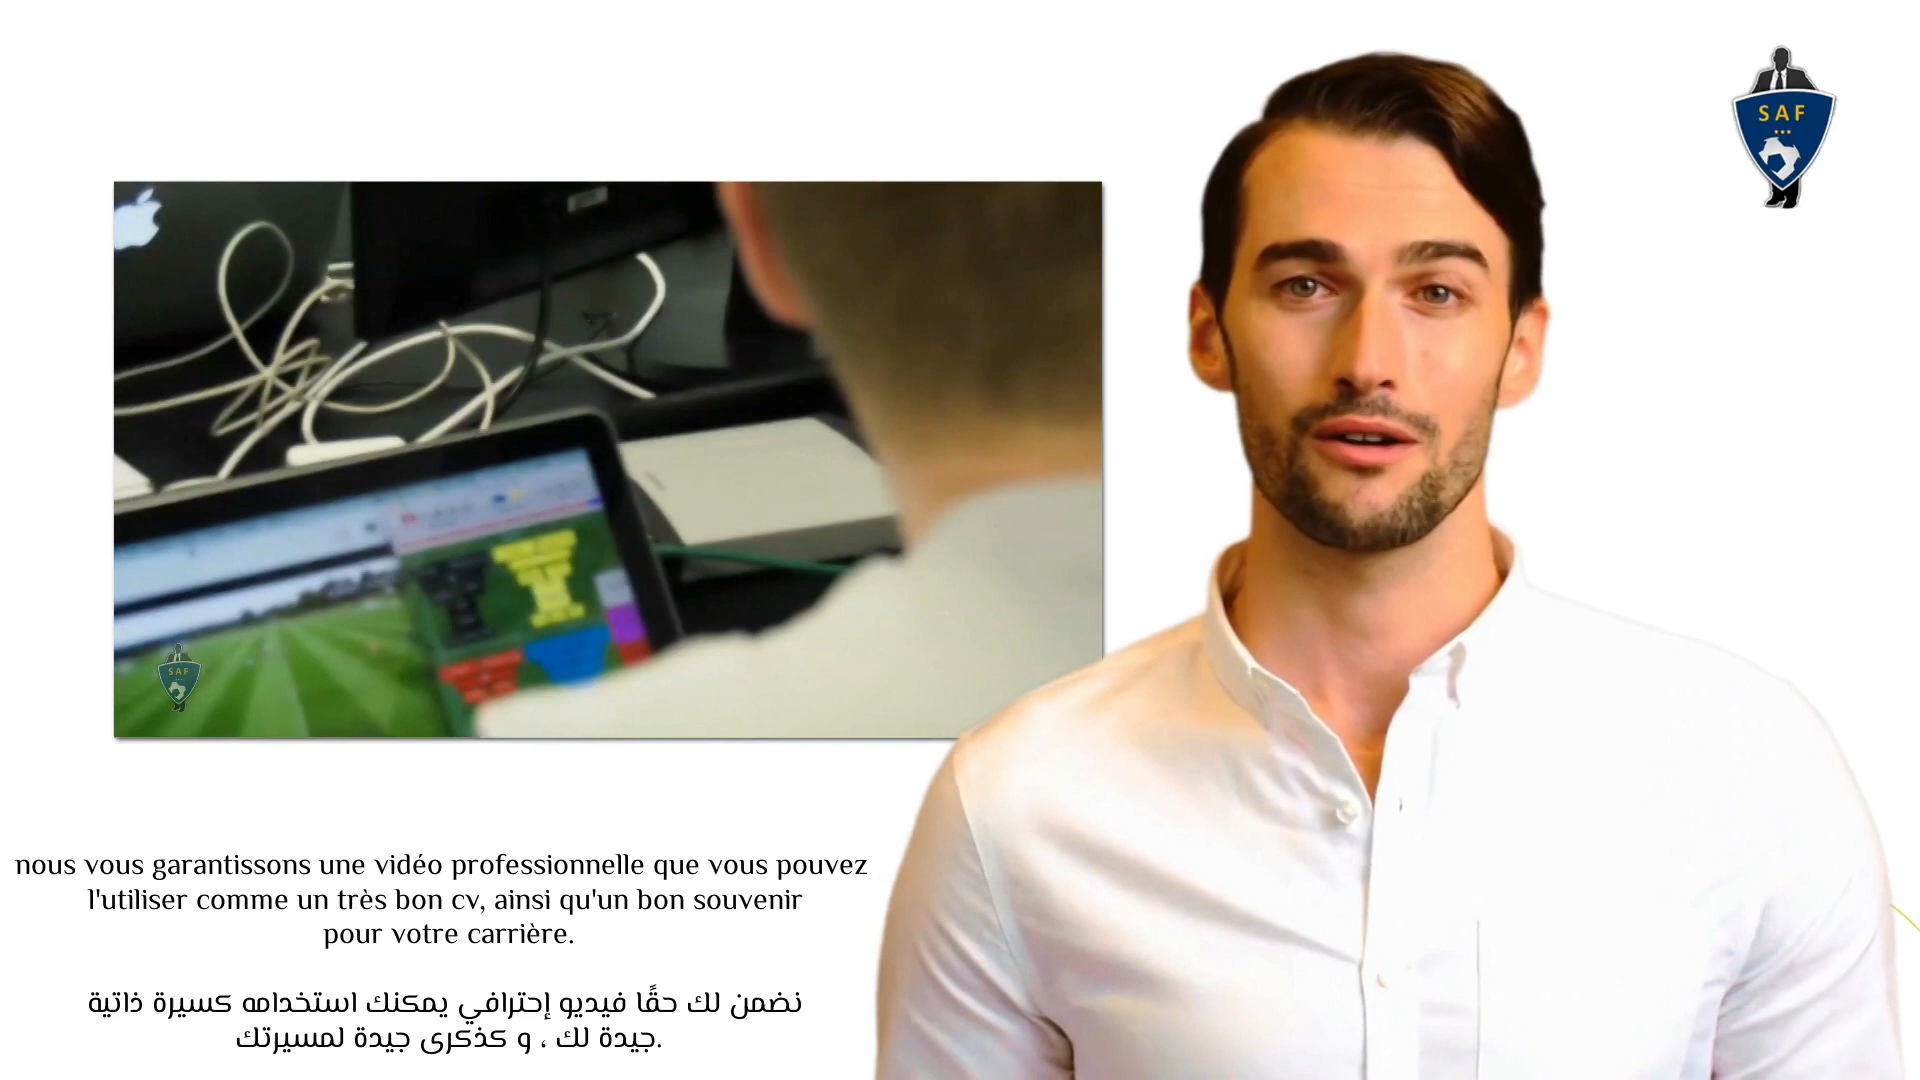 SAF
SAF
nous vous garantissons une vidéo professionnelle que vous pouvez
l'utiliser comme un très bon cv, ainsi qu'un bon souvenir
pour votre carrière.
نضمن لك حقًا فيديو إحترافي يمكنك استخدامه كسيرة ذاتية
جيدة لك ، و كذكرى جيدة لمسيرتك.